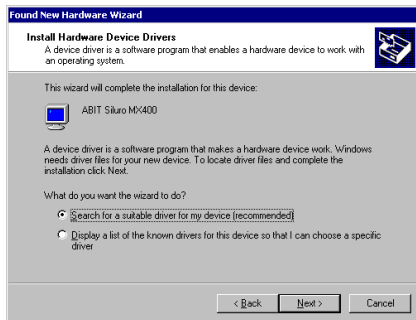 Found New Hardware Wizard
Install Hardware Device Drivers
A device driver is a software program that enables a hardware device to work with
an operating system.
This wizard will complete the installation for this device:
ABIT Siluro MX400
A device driver is a software program that makes a hardware device work. Windows
needs driver files for your new device. To locate driver files and complete the
installation click Next.
What do you want the wizard to do?
Search for a suitable driver for my device (recommended)
Display a list of the known drivers for this device so that I can choose a specific
driver
< Back Next > Cancel